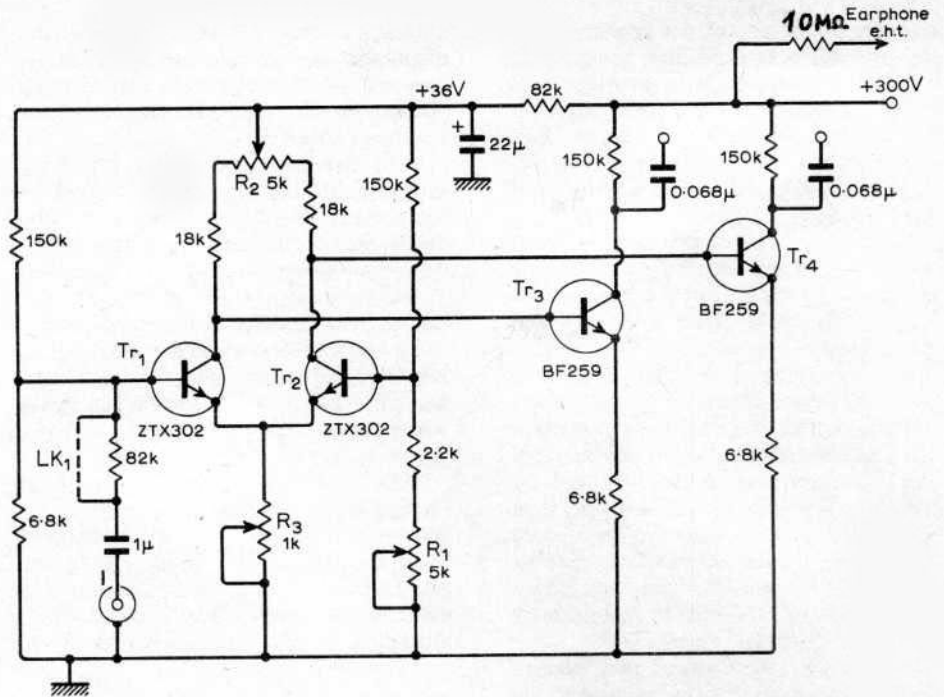 10MΩ
Earphone
e.h.t.
+36V
82k
+300V
+
22μ
150k
150k
0·068μ
150k
0·068μ
R2 5k
18k
18k
150k
Tr4
BF259
Tr3
BF259
Tr1
ZTX302
Tr2
ZTX302
LK1
82k
2·2k
6·8k
6·8k
6·8k
1μ
R3
1k
R1
5k
I